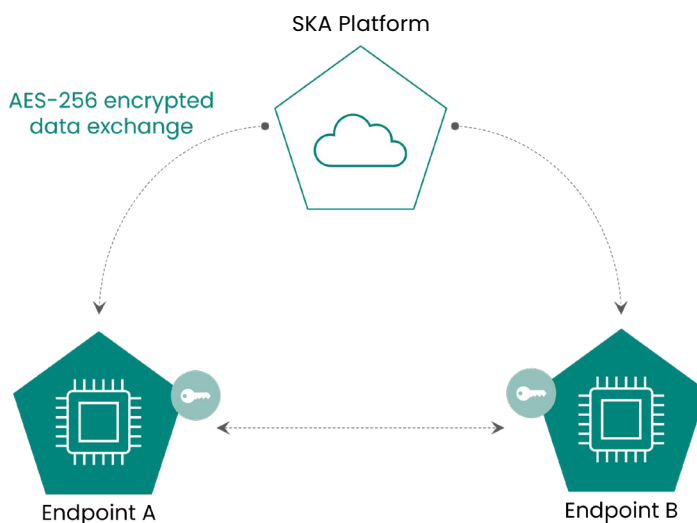 SKA Platform
AES-256 encrypted
data exchange
Endpoint A
Endpoint B